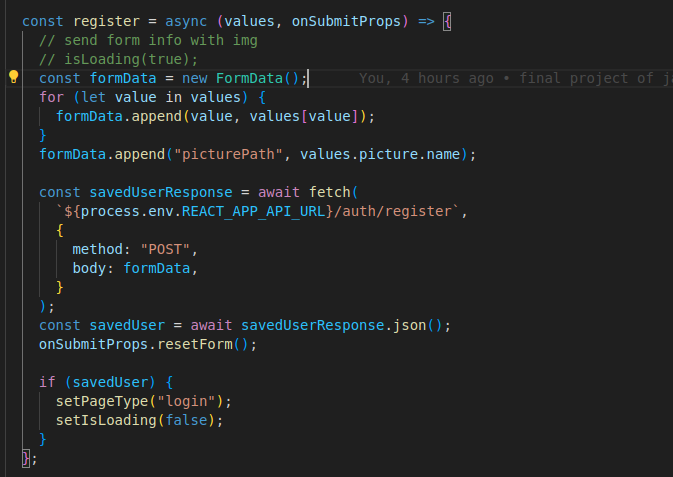 const register = async (values, onSubmitProps) => {
// send form info with img
// isLoading(true);
const formData = new FormData(); You, 4 hours ago • final project of
for (let value in values) {
formData.append(value, values[value]);
}
formData.append("picturePath", values.picture.name);
const savedUserResponse = await fetch(
`${process.env.REACT_APP_API_URL}/auth/register`,
{
method: "POST",
body: formData,
}
);
const savedUser = await savedUserResponse.json();
onSubmitProps.resetForm();
if (savedUser) {
setPageType("login");
setIsLoading(false);
}
};